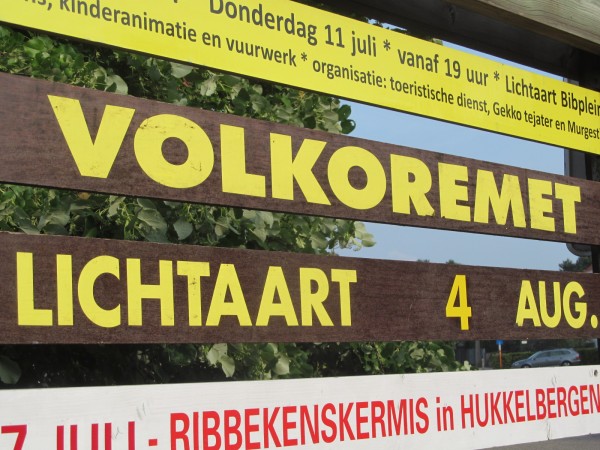 Donderdag 11 juli * vanaf 19 uur * Lichtaart Bibplein
kinderanimatie en vuurwerk * organisatie: toeristische dienst, Gekko tejater en Murgest
VOLKOREMET
LICHTAART 4 AUG.
7 JULI - RIBBEKENSKERMIS in HUKKELBERGEN